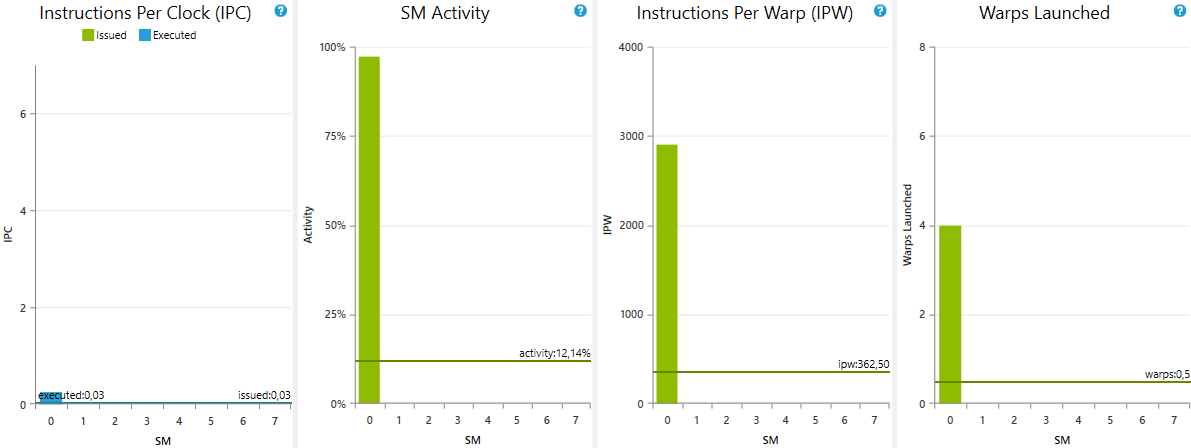 Instructions Per Clock (IPC) ?
Issued Executed
6
4
2
0
IPC
executed:0,03 issued:0,03
0 1 2 3 4 5 6 7
SM
SM Activity ?
100%
75%
50%
25%
0%
Activity
activity:12,14%
0 1 2 3 4 5 6 7
SM
Instructions Per Warp (IPW) ?
4000
3000
2000
1000
0
IPW
ipw:362,50
0 1 2 3 4 5 6 7
SM
Warps Launched ?
8
6
4
2
0
Warps Launched
warps:0,5
0 1 2 3 4 5 6 7
SM